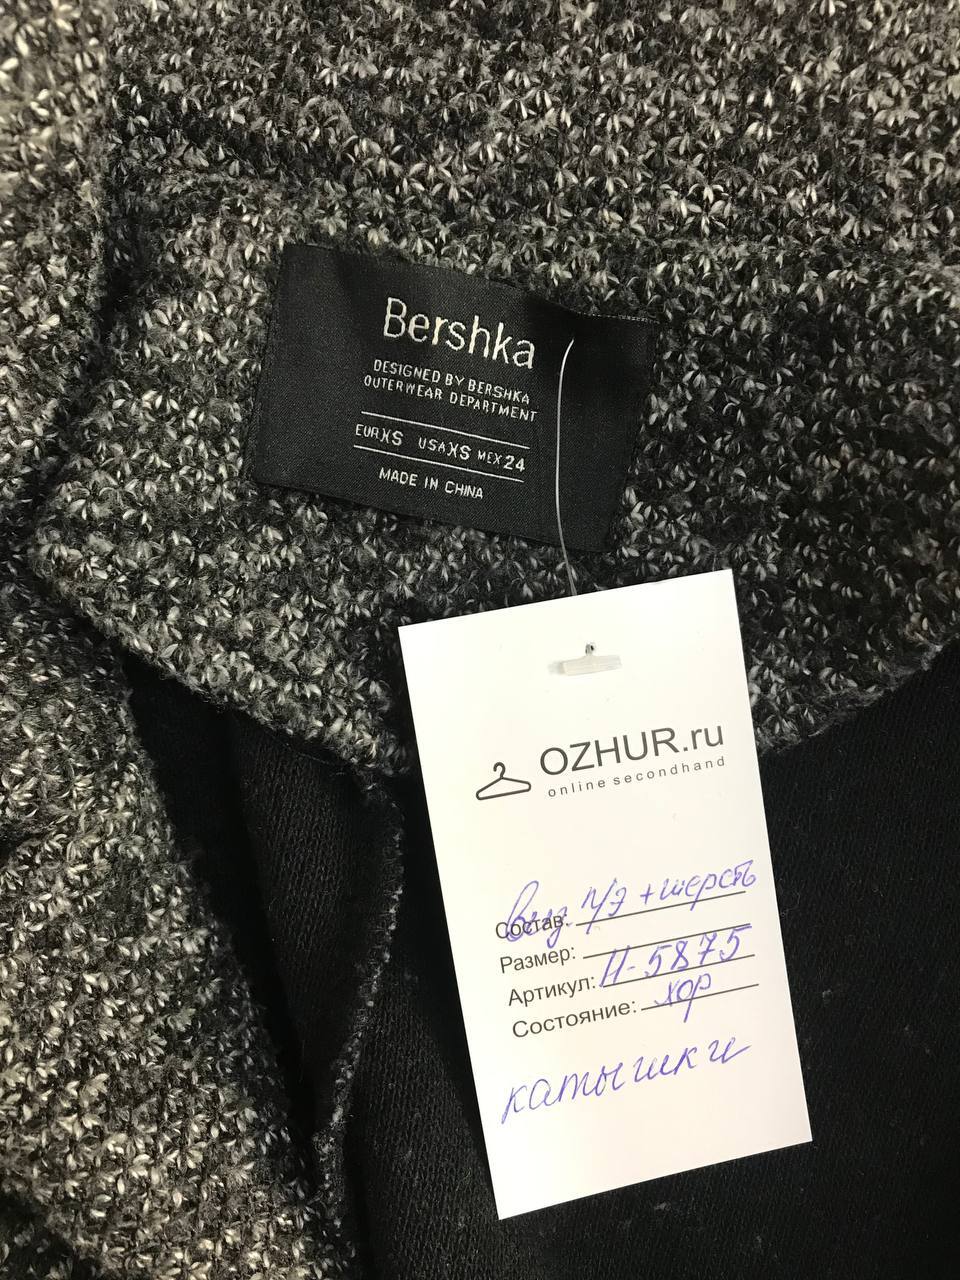 Bershka
DESIGNED BY BERSHKA
OUTERWEAR DEPARTMENT
EUR XS USA XS MEX 24
MADE IN CHINA
OZHUR.ru
online secondhand
Состав: п/э + шерсть
Размер:
Артикул: Н-5875
Состояние: хор
катышки